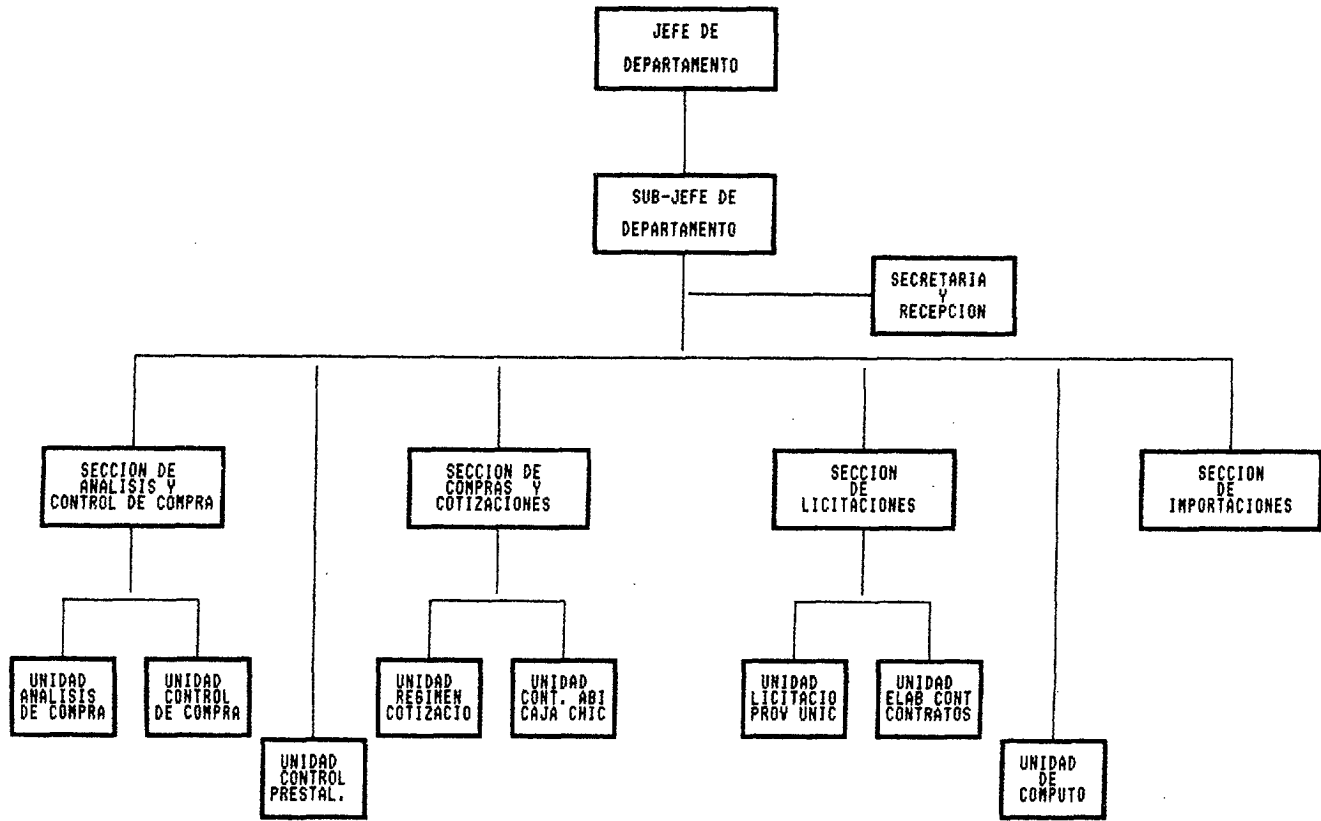 JEFE DE
DEPARTAMENTO
SUB-JEFE DE
DEPARTAMENTO
SECRETARIA
Y
RECEPCION
SECCION DE
ANALISIS Y
CONTROL DE COMPRA
SECCION DE
COMPRAS Y
COTIZACIONES
SECCION
DE
LICITACIONES
SECCION
DE
IMPORTACIONES
UNIDAD
ANALISIS
DE COMPRA
UNIDAD
CONTROL
DE COMPRA
UNIDAD
REGIMEN
COTIZACIO
UNIDAD
CONT. ABI
CAJA CHIC
UNIDAD
LICITACIO
PROV UNIC
UNIDAD
ELAB CONT
CONTRATOS
UNIDAD
CONTROL
PRESTAL.
UNIDAD
DE
COMPUTO